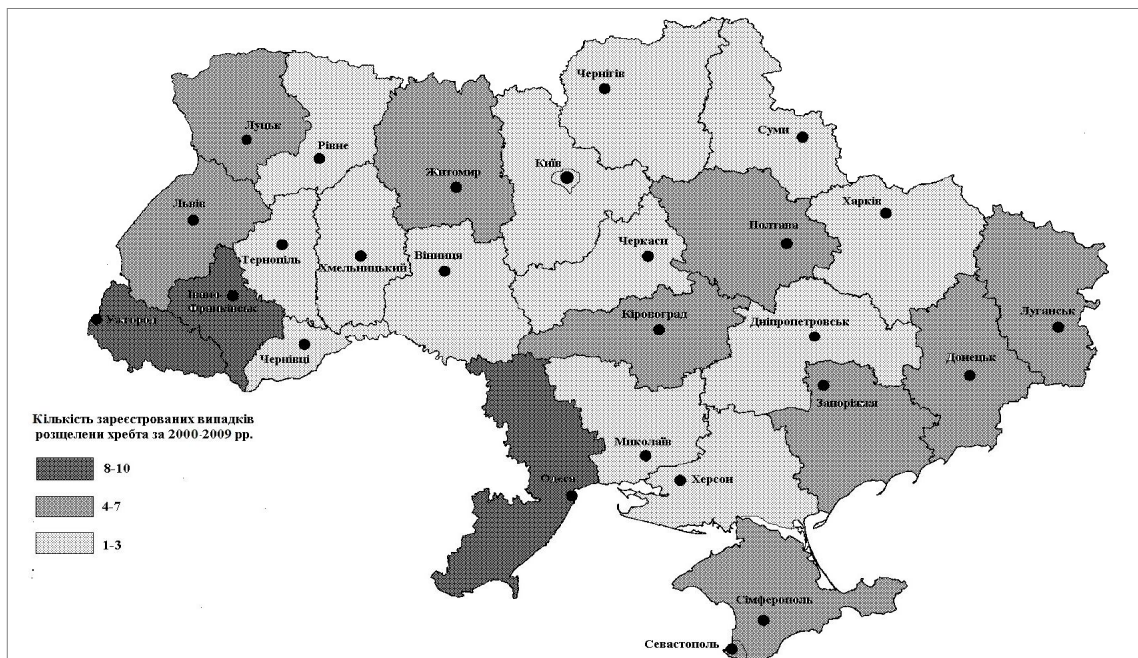 Чернігів
Суми
Луцьк
Рівне
Київ
Житомир
Харків
Львів
Полтава
Черкаси
Тернопіль
Вінниця
Хмельницький
Івано
Франківськ
Кіровоград
Луганськ
Ужгород
Дніпропетровськ
Чернівці
Донецьк
Запоріжжя
Кількість зареєстрованих випадків
розщелени хребта за 2000-2009 рр.
8-10
4-7
1-3
Миколаїв
Одеса
Херсон
Сімферополь
Севастополь